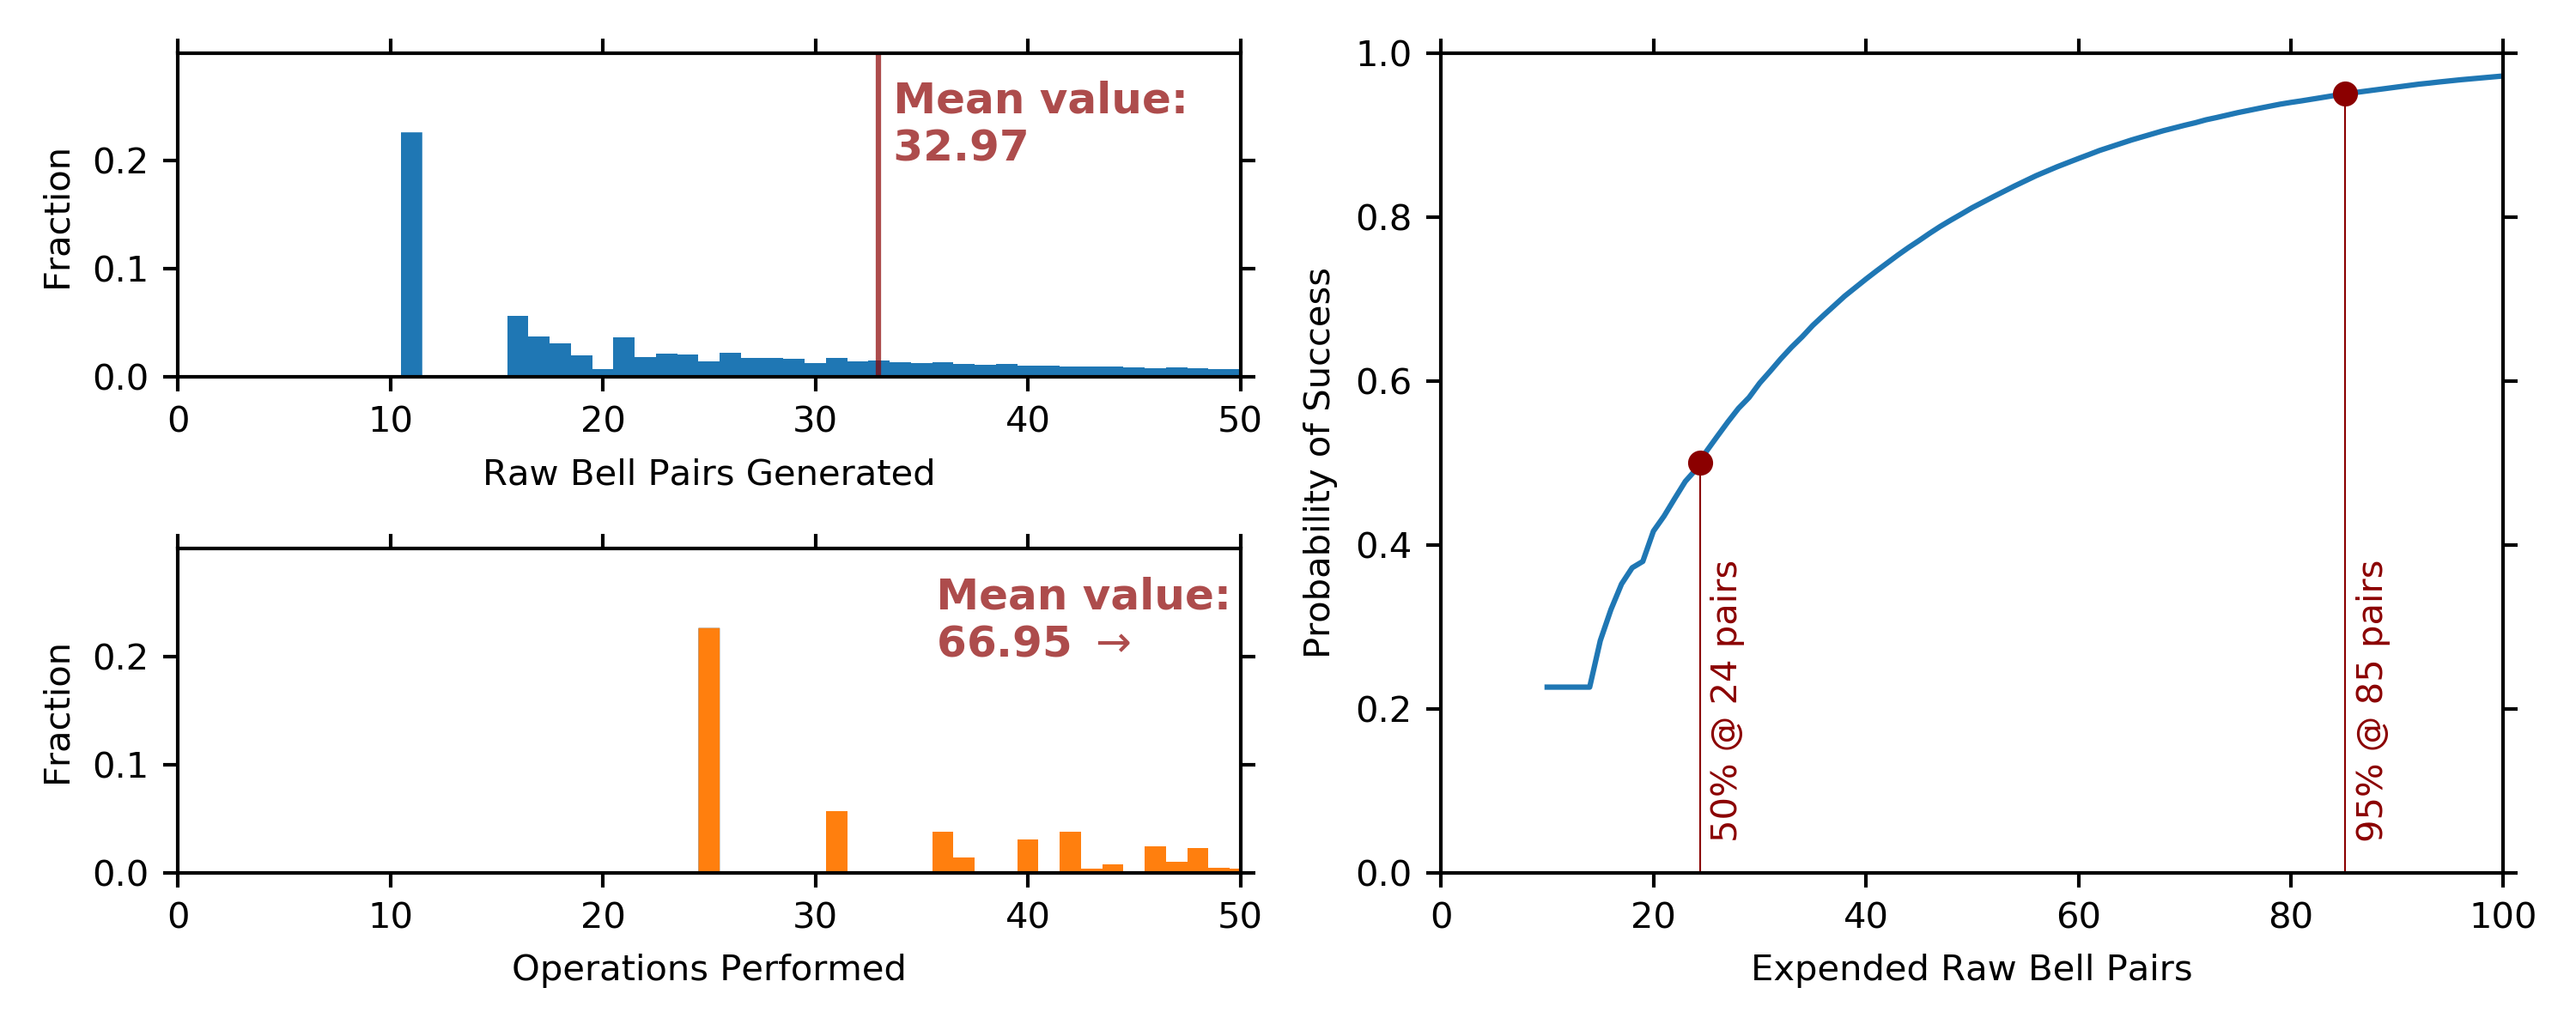 Mean value:
32.97
Fraction
0.2
0.1
0.0
0 10 20 30 40 50
Raw Bell Pairs Generated
Mean value:
66.95 →
Fraction
0.2
0.1
0.0
0 10 20 30 40 50
Operations Performed
Probability of Success
1.0
0.8
0.6
0.4
0.2
0.0
50% @ 24 pairs
95% @ 85 pairs
0 20 40 60 80 100
Expended Raw Bell Pairs